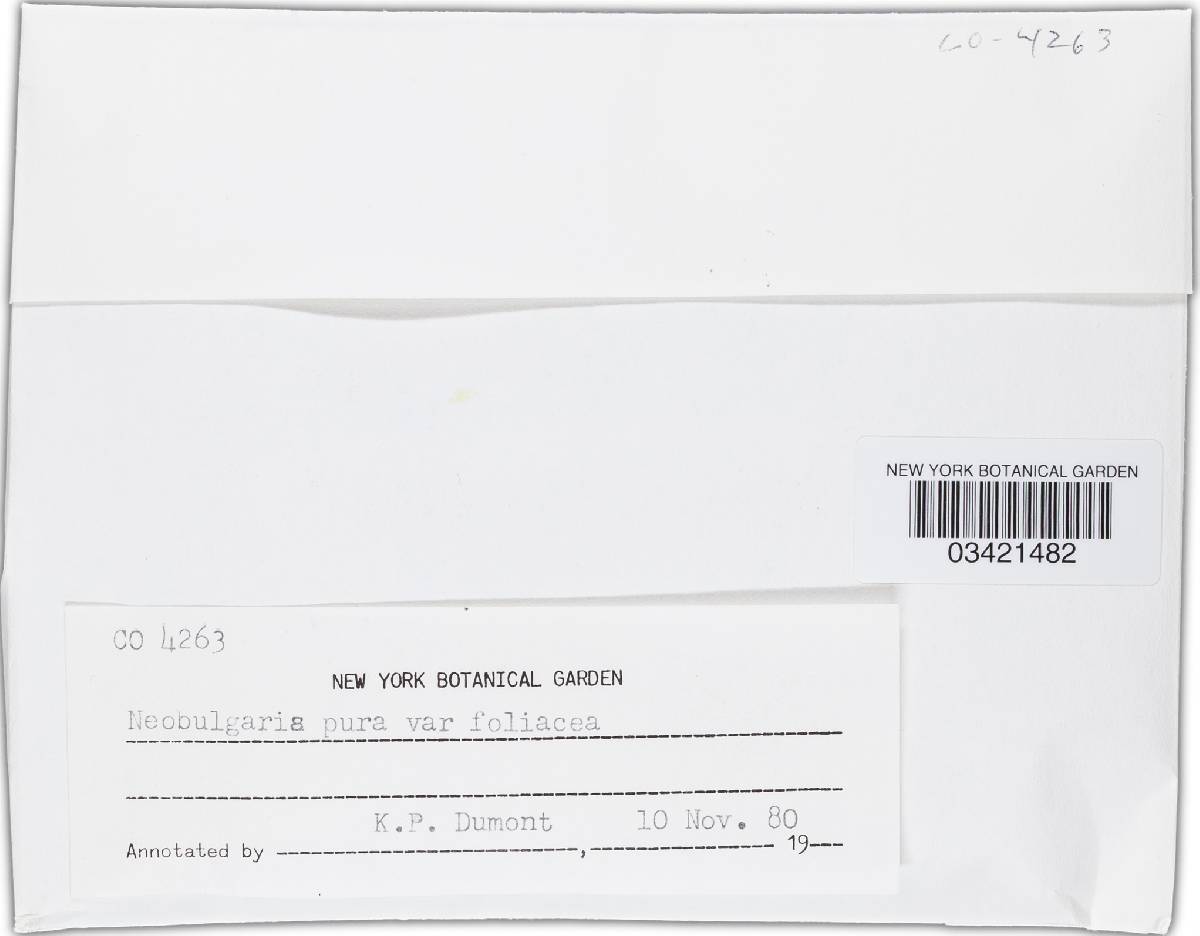 CO-4263
NEW YORK BOTANICAL GARDEN
03421482
CO 4263
NEW YORK BOTANICAL GARDEN
Neobulgaria pura var foliacea
K.P. Dumont 10 Nov. 80
Annotated by ,19